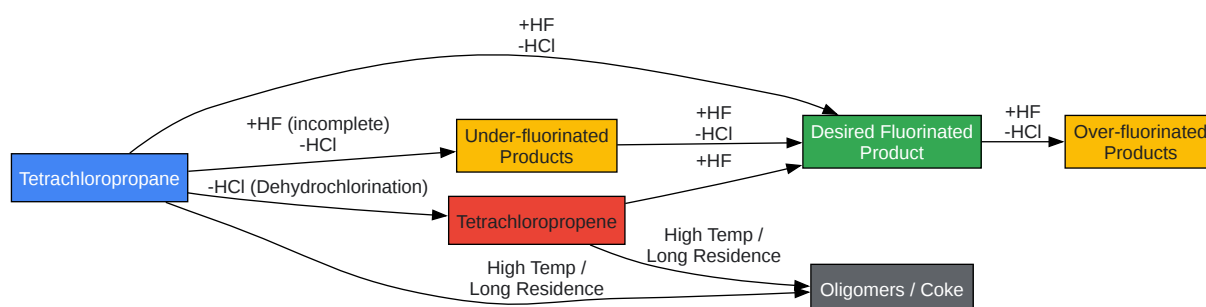 +HF
-HCl
+HF (incomplete)
-HCl
Under-fluorinated
Products
+HF
-HCl
Desired Fluorinated
Product
+HF
-HCl
Over-fluorinated
Products
+HF
Tetrachloropropane
-HCl (Dehydrochlorination)
Tetrachloropropene
High Temp /
Long Residence
High Temp /
Long Residence
Oligomers / Coke